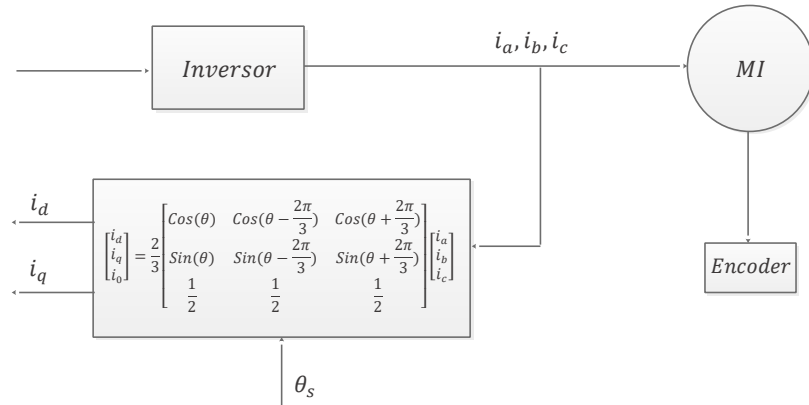 i_a, i_b, i_c
Inversor
MI
i_d
i_q
[i_d i_q i_0] = 2/3 [Cos(θ) Cos(θ − 2π/3) Cos(θ + 2π/3)
Sin(θ) Sin(θ − 2π/3) Sin(θ + 2π/3)
1/2 1/2 1/2] [i_a i_b i_c]
Encoder
θ_s